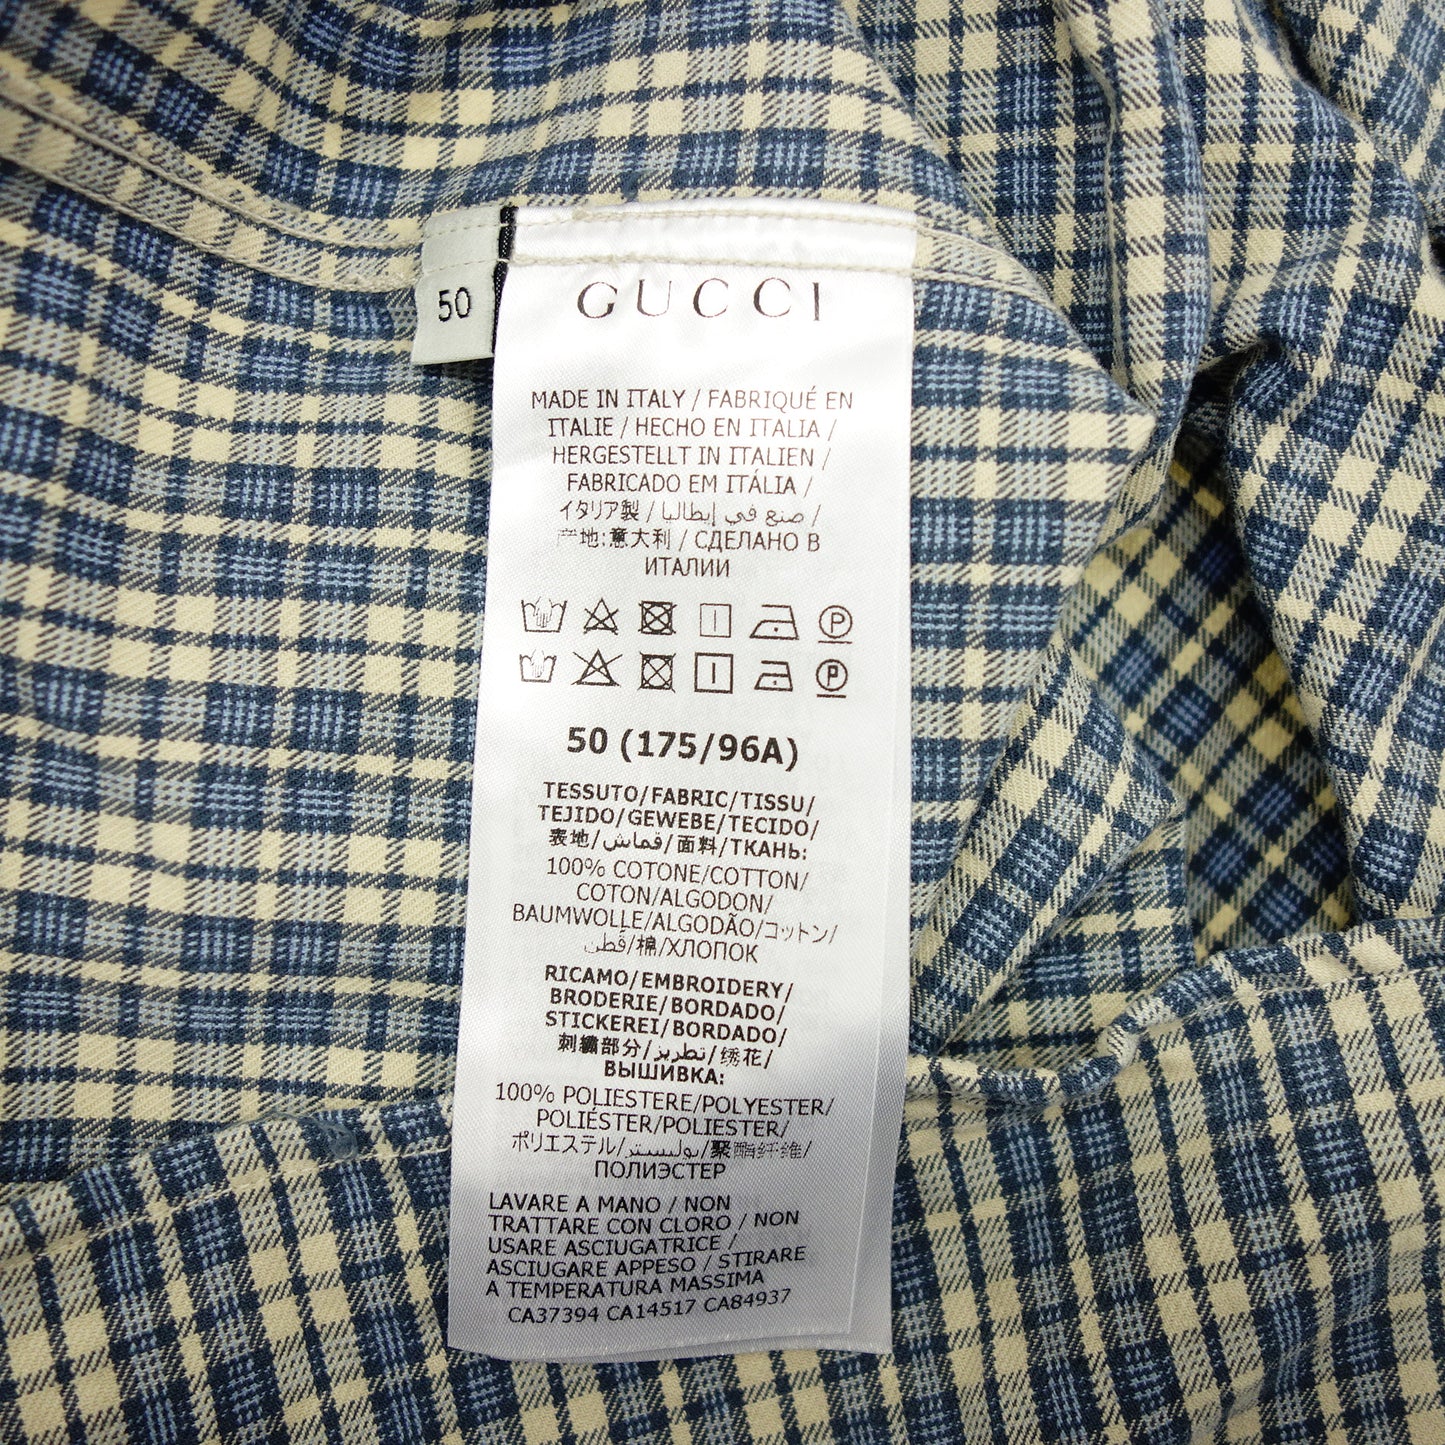 50
GUCCI
MADE IN ITALY / FABRIQUÉ EN
ITALIE / HECHO EN ITALIA /
HERGESTELLT IN ITALIEN /
FABRICADO EM ITÁLIA /
イタリア製 / صنع في إيطاليا /
产地:意大利 / СДЕЛАНО В
ИТАЛИИ
P
P
50 (175/96A)
TESSUTO/FABRIC/TISSU/
TEJIDO/GEWEBE/TECIDO/
表地/قماش/面料/ТКАНЬ:
100% COTONE/COTTON/
COTON/ALGODON/
BAUMWOLLE/ALGODÃO/コットン/
قطن/棉/ХЛОПОК
RICAMO/EMBROIDERY/
BRODERIE/BORDADO/
STICKEREI/BORDADO/
刺繍部分/تطريز/绣花/
ВЫШИВКА:
100% POLIESTERE/POLYESTER/
POLIÉSTER/POLIESTER/
ポリエステル/بوليستر/聚酯纤维/
ПОЛИЭСТЕР
LAVARE A MANO / NON
TRATTARE CON CLORO / NON
USARE ASCIUGATRICE /
ASCIUGARE APPESO / STIRARE
A TEMPERATURA MASSIMA
CA37394 CA14517 CA84937